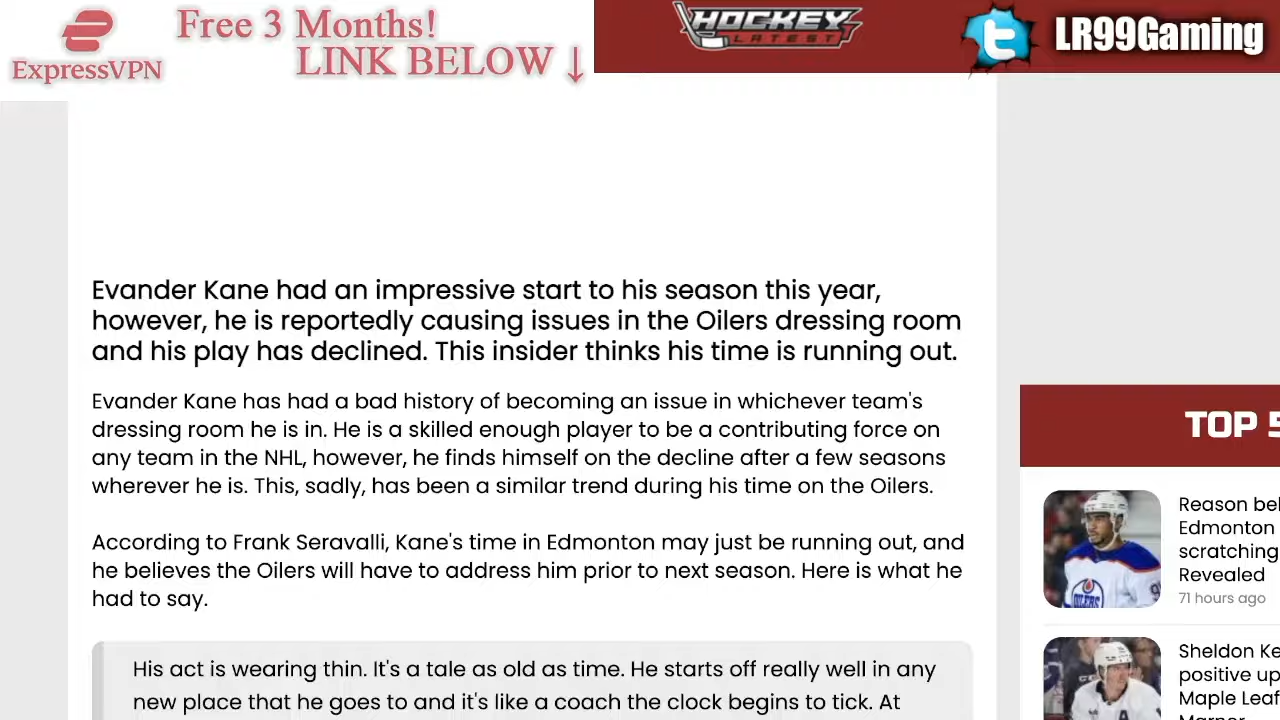 Free 3 Months!
LINK BELOW ↓
ExpressVPN
HOCKEY
LATEST
LR99Gaming
Evander Kane had an impressive start to his season this year,
however, he is reportedly causing issues in the Oilers dressing room
and his play has declined. This insider thinks his time is running out.
Evander Kane has had a bad history of becoming an issue in whichever team's
dressing room he is in. He is a skilled enough player to be a contributing force on
any team in the NHL, however, he finds himself on the decline after a few seasons
wherever he is. This, sadly, has been a similar trend during his time on the Oilers.
According to Frank Seravalli, Kane's time in Edmonton may just be running out, and
he believes the Oilers will have to address him prior to next season. Here is what he
had to say.
His act is wearing thin. It's a tale as old as time. He starts off really well in any
new place that he goes to and it's like a coach the clock begins to tick. At
TOP 5
Reason bel
Edmonton
scratching
Revealed
71 hours ago
Sheldon Ke
positive up
Maple Leaf
Marner
OILERS